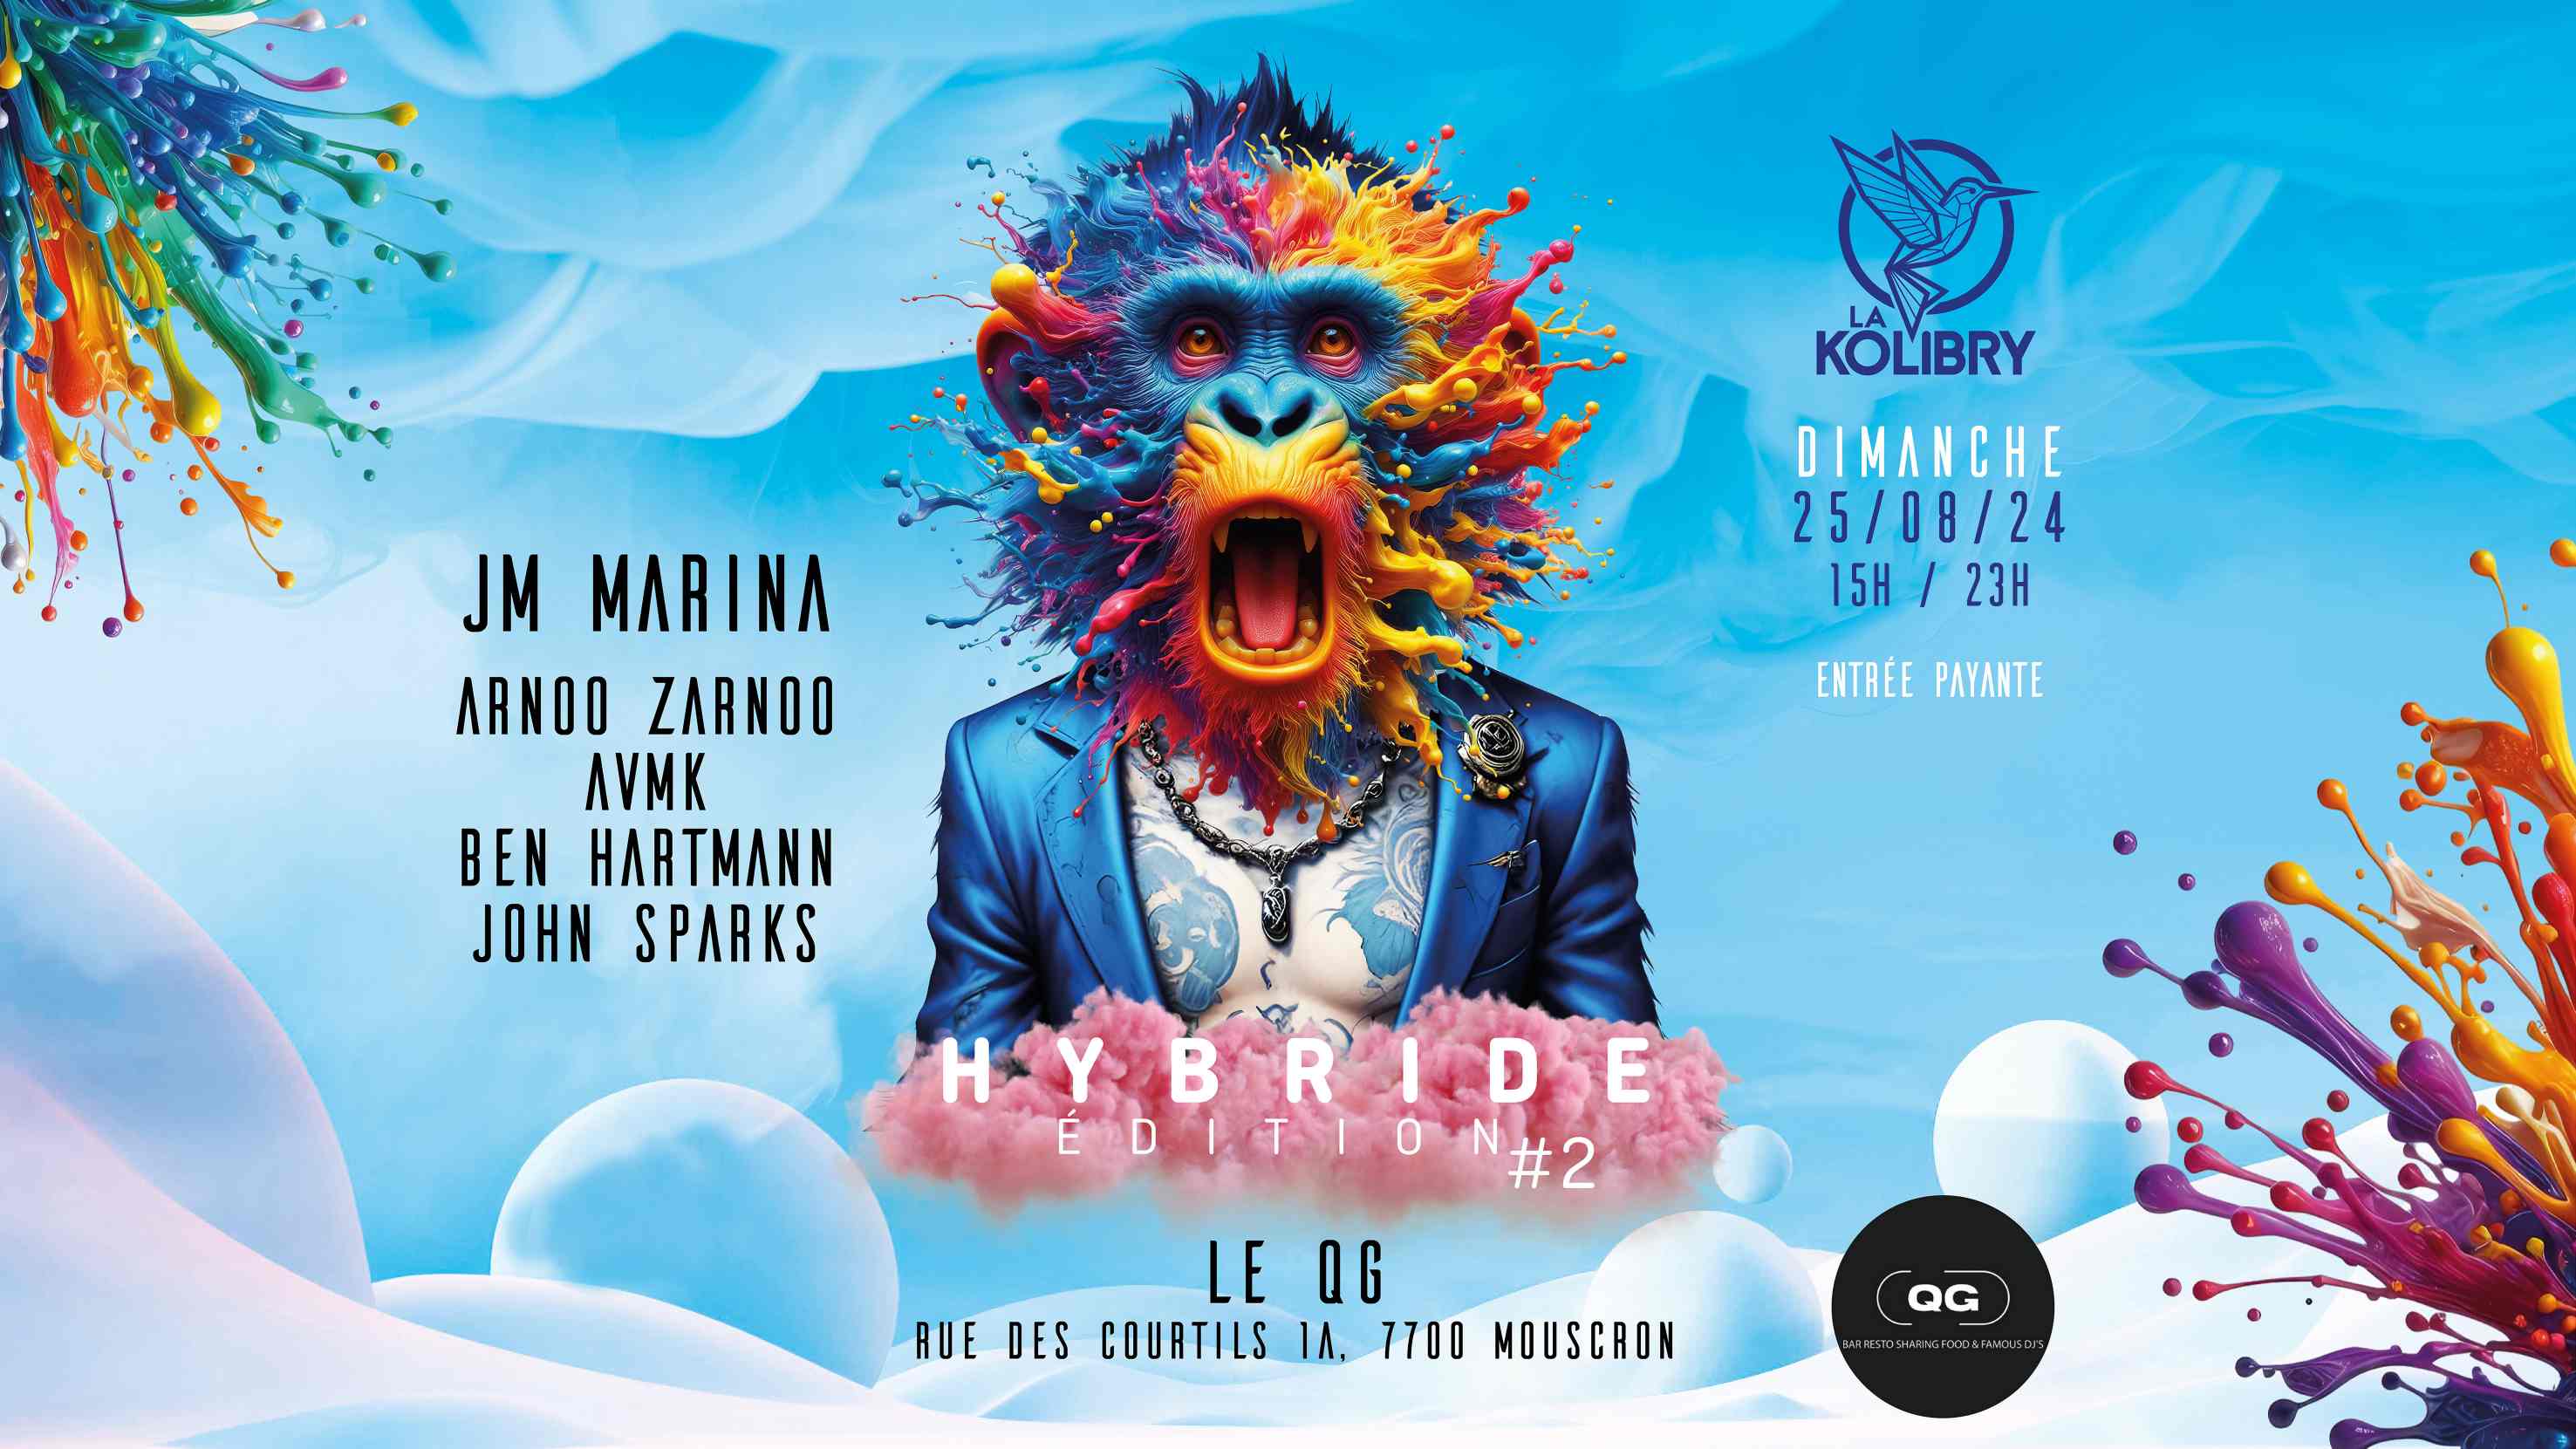 LA
KOLIBRY
DIMANCHE
25/08/24
15H / 23H
ENTRÉE PAYANTE
JM MARINA
ARNOO ZARNOO
AVMK
BEN HARTMANN
JOHN SPARKS
HYBRIDE
ÉDITION
#2
LE QG
RUE DES COURTILS 1A, 7700 MOUSCRON
QG
BAR RESTO SHARING FOOD & FAMOUS DJ'S